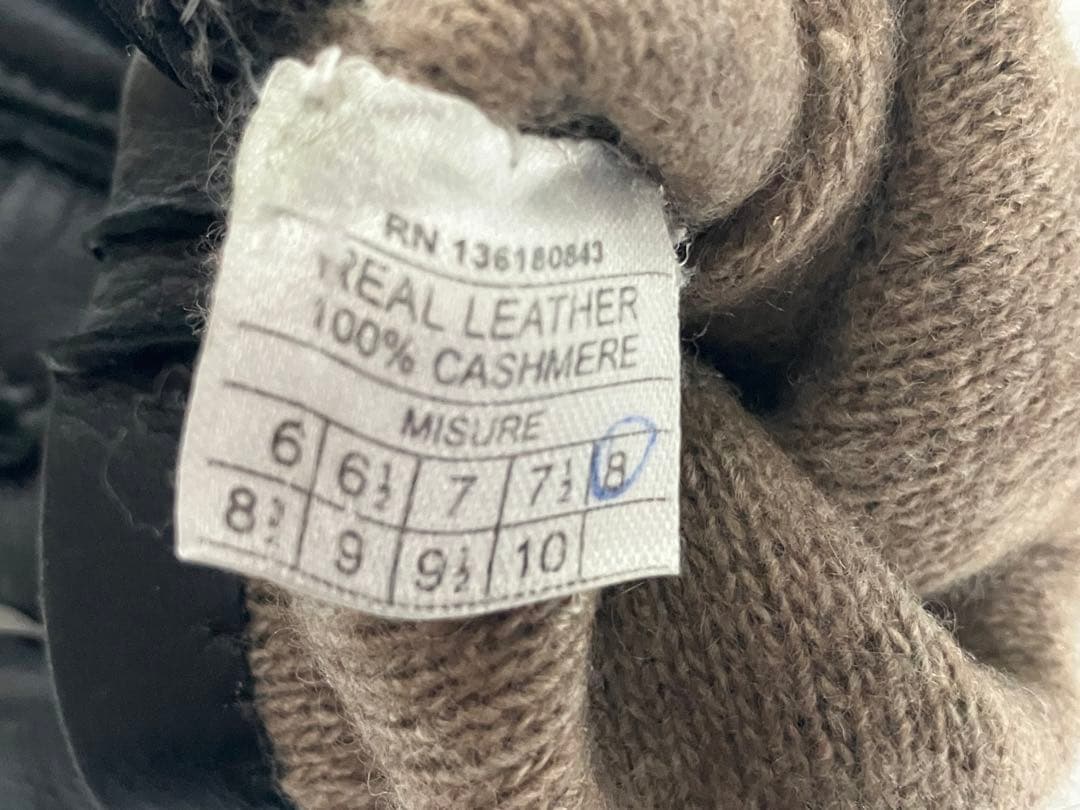 RN 136180843
REAL LEATHER
100% CASHMERE
MISURE
6 6½ 7 7½ 8
8½ 9 9½ 10